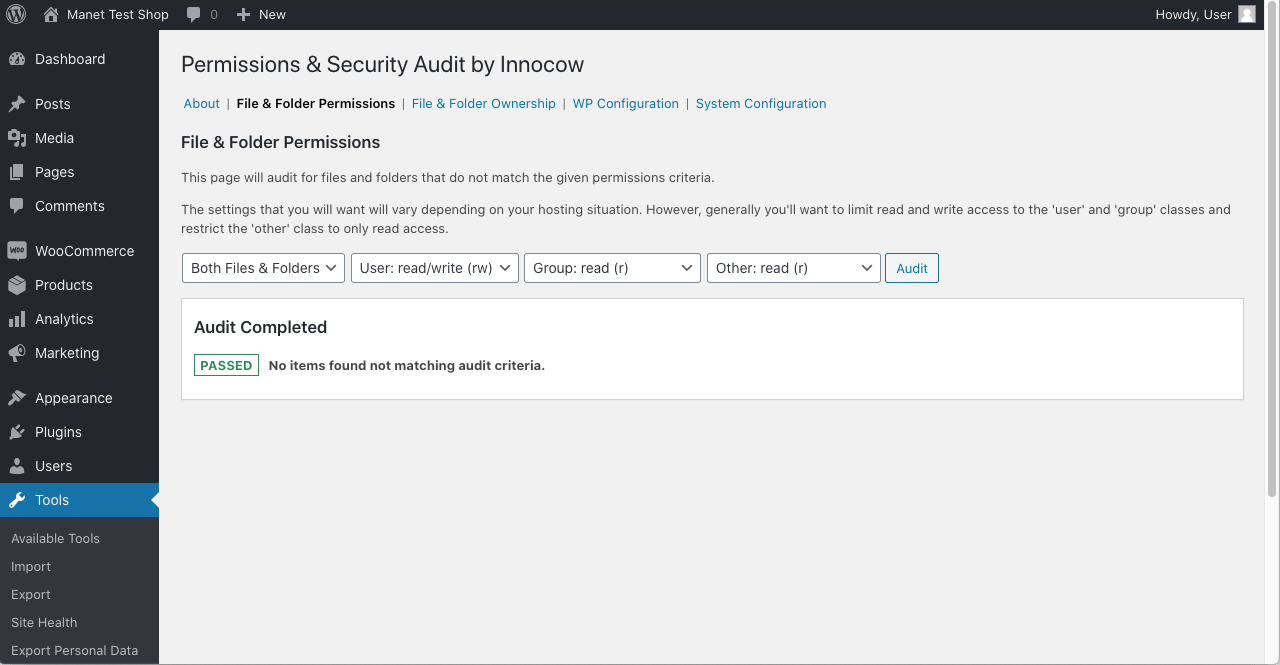 Manet Test Shop 0 New Howdy, User
Dashboard
Posts
Media
Pages
Comments
WOO WooCommerce
Products
Analytics
Marketing
Appearance
Plugins
Users
Tools
Available Tools
Import
Export
Site Health
Export Personal Data
Permissions & Security Audit by Innocow
About | File & Folder Permissions | File & Folder Ownership | WP Configuration | System Configuration
File & Folder Permissions
This page will audit for files and folders that do not match the given permissions criteria.
The settings that you will want will vary depending on your hosting situation. However, generally you'll want to limit read and write access to the 'user' and 'group' classes and
restrict the 'other' class to only read access.
Both Files & Folders User: read/write (rw) Group: read (r) Other: read (r) Audit
Audit Completed
PASSED No items found not matching audit criteria.